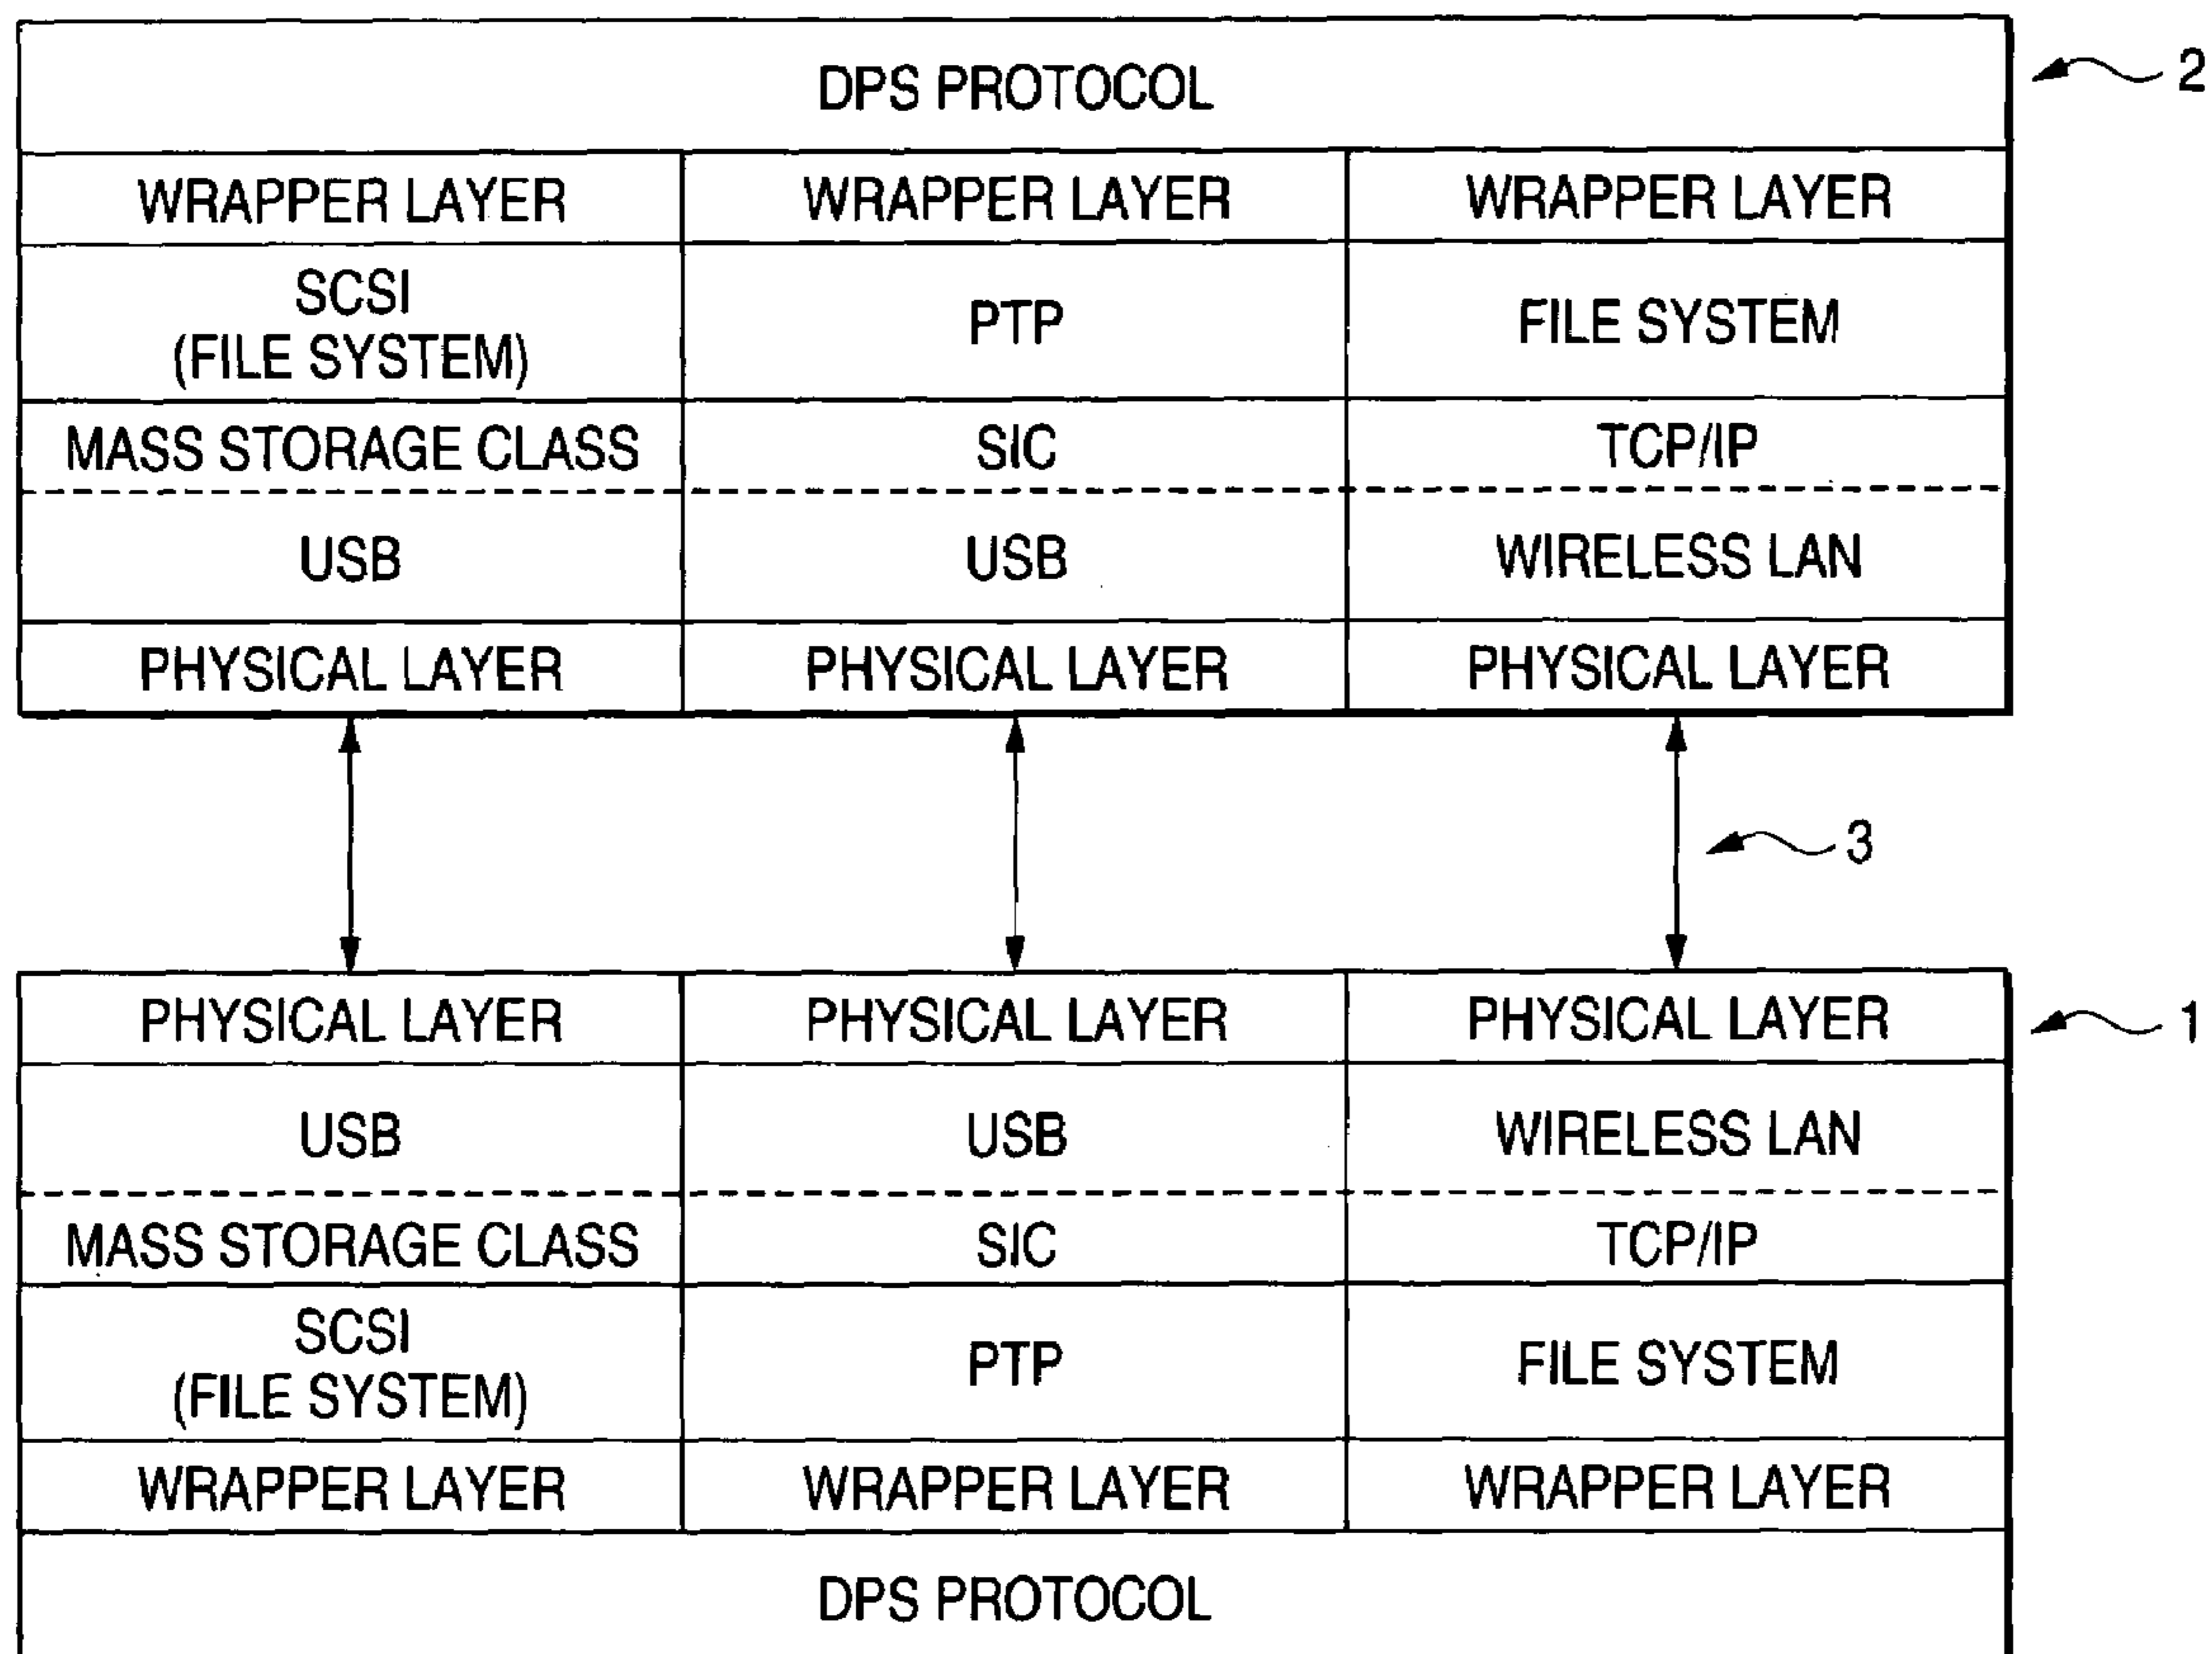 DPS PROTOCOL
2
WRAPPER LAYER WRAPPER LAYER WRAPPER LAYER
SCSI
(FILE SYSTEM)
PTP
FILE SYSTEM
MASS STORAGE CLASS SIC TCP/IP
USB USB WIRELESS LAN
PHYSICAL LAYER PHYSICAL LAYER PHYSICAL LAYER
3
PHYSICAL LAYER PHYSICAL LAYER PHYSICAL LAYER
1
USB USB WIRELESS LAN
MASS STORAGE CLASS SIC TCP/IP
SCSI
(FILE SYSTEM)
PTP
FILE SYSTEM
WRAPPER LAYER WRAPPER LAYER WRAPPER LAYER
DPS PROTOCOL